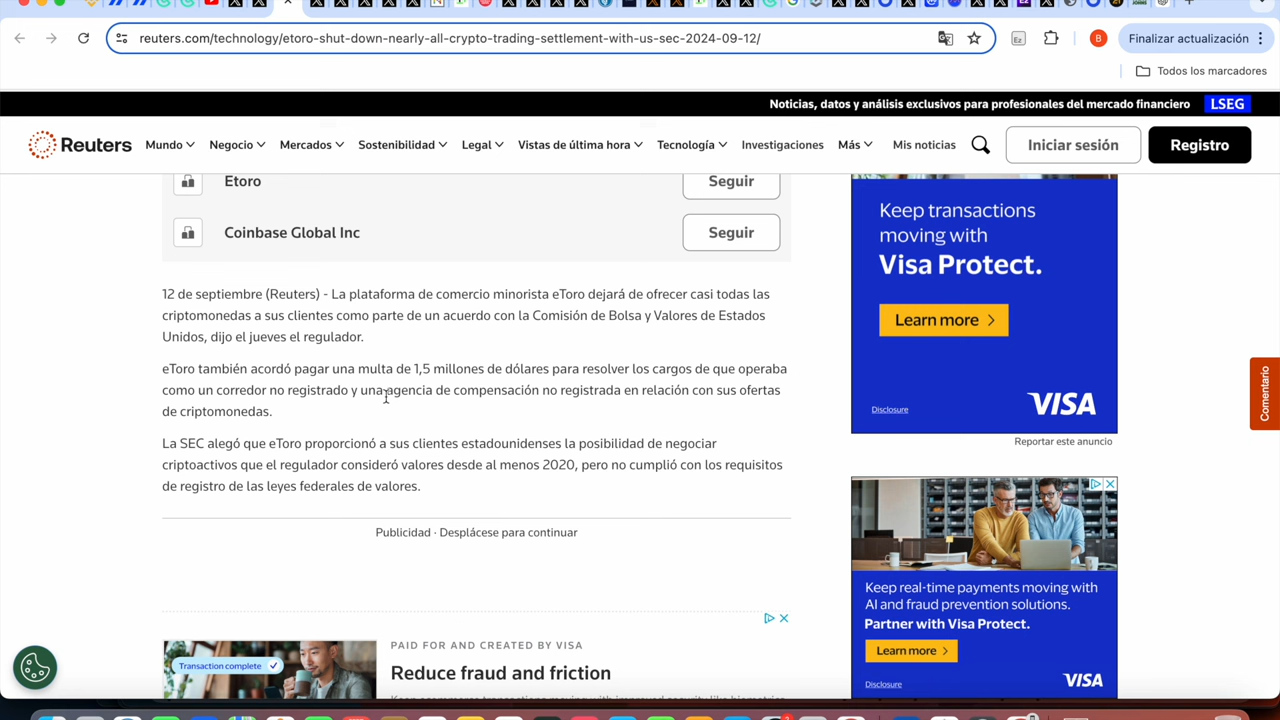 reuters.com/technology/etoro-shut-down-nearly-all-crypto-trading-settlement-with-us-sec-2024-09-12/
Ez
B
Finalizar actualización
Todos los marcadores
Noticias, datos y análisis exclusivos para profesionales del mercado financiero LSEG
Reuters
Mundo Negocio Mercados Sostenibilidad Legal Vistas de última hora Tecnología Investigaciones Más Mis noticias
Iniciar sesión
Registro
Etoro
Seguir
Coinbase Global Inc
Seguir
12 de septiembre (Reuters) - La plataforma de comercio minorista eToro dejará de ofrecer casi todas las
criptomonedas a sus clientes como parte de un acuerdo con la Comisión de Bolsa y Valores de Estados
Unidos, dijo el jueves el regulador.
eToro también acordó pagar una multa de 1,5 millones de dólares para resolver los cargos de que operaba
como un corredor no registrado y una agencia de compensación no registrada en relación con sus ofertas
de criptomonedas.
La SEC alegó que eToro proporcionó a sus clientes estadounidenses la posibilidad de negociar
criptoactivos que el regulador consideró valores desde al menos 2020, pero no cumplió con los requisitos
de registro de las leyes federales de valores.
Publicidad · Desplácese para continuar
PAID FOR AND CREATED BY VISA
Transaction complete
Reduce fraud and friction
Keep transactions
moving with
Visa Protect.
Learn more
Disclosure
VISA
Reportar este anuncio
Keep real-time payments moving with
AI and fraud prevention solutions.
Partner with Visa Protect.
Learn more
Disclosure
VISA
Comentario